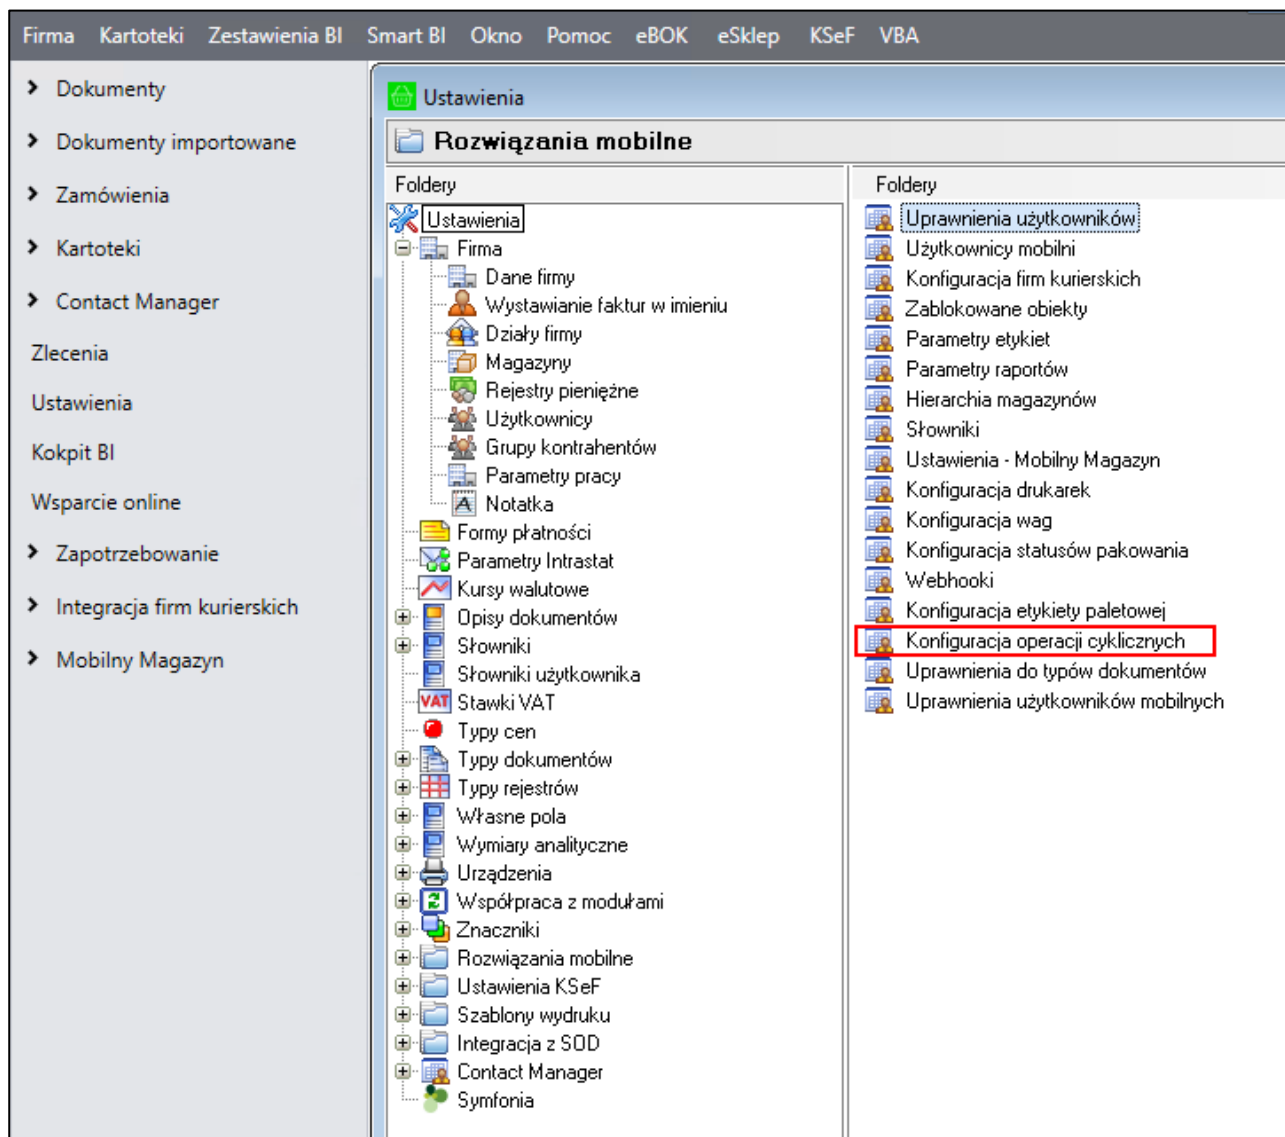 Firma Kartoteki Zestawienia BI Smart BI Okno Pomoc eBOK eSklep KSeF VBA
Dokumenty
Dokumenty importowane
Zamówienia
Kartoteki
Contact Manager
Zlecenia
Ustawienia
Kokpit BI
Wsparcie online
Zapotrzebowanie
Integracja firm kurierskich
Mobilny Magazyn
Ustawienia
Rozwiązania mobilne
Foldery
Ustawienia
Firma
Dane firmy
Wystawianie faktur w imieniu
Działy firmy
Magazyny
Rejestry pieniężne
Użytkownicy
Grupy kontrahentów
Parametry pracy
Notatka
Formy płatności
Parametry Intrastat
Kursy walutowe
Opisy dokumentów
Słowniki
Słowniki użytkownika
VAT Stawki VAT
Typy cen
Typy dokumentów
Typy rejestrów
Własne pola
Wymiary analityczne
Urządzenia
Współpraca z modułami
Znaczniki
Rozwiązania mobilne
Ustawienia KSeF
Szablony wydruku
Integracja z SOD
Contact Manager
Symfonia
Foldery
Uprawnienia użytkowników
Użytkownicy mobilni
Konfiguracja firm kurierskich
Zablokowane obiekty
Parametry etykiet
Parametry raportów
Hierarchia magazynów
Słowniki
Ustawienia - Mobilny Magazyn
Konfiguracja drukarek
Konfiguracja wag
Konfiguracja statusów pakowania
Webhooki
Konfiguracja etykiety paletowej
Konfiguracja operacji cyklicznych
Uprawnienia do typów dokumentów
Uprawnienia użytkowników mobilnych